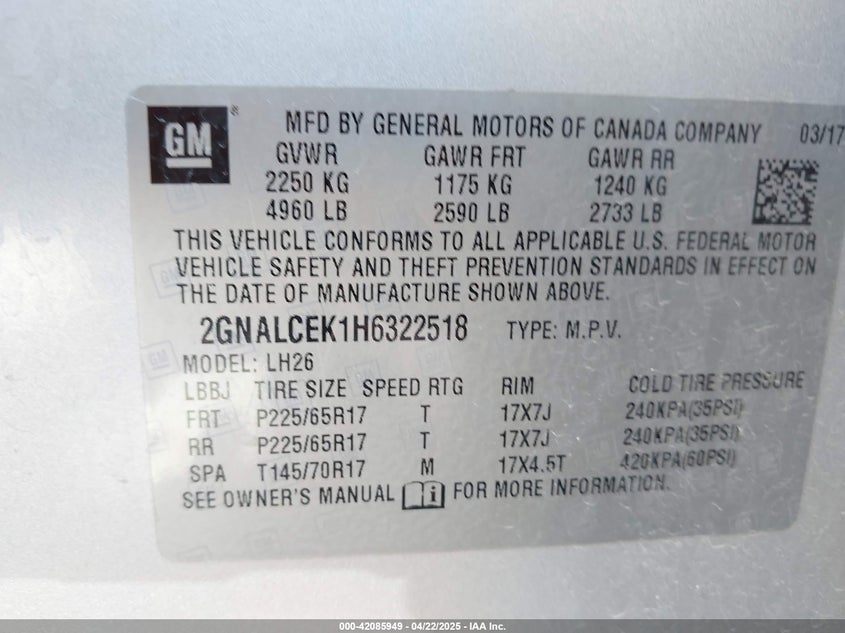 GM
®
MFD BY GENERAL MOTORS OF CANADA COMPANY 03/17
GVWR GAWR FRT GAWR RR
2250 KG 1175 KG 1240 KG
4960 LB 2590 LB 2733 LB
THIS VEHICLE CONFORMS TO ALL APPLICABLE U.S. FEDERAL MOTOR
VEHICLE SAFETY AND THEFT PREVENTION STANDARDS IN EFFECT ON
THE DATE OF MANUFACTURE SHOWN ABOVE.
2GNALCEK1H6322518 TYPE: M.P.V.
MODEL: LH26
LBBJ TIRE SIZE SPEED RTG RIM COLD TIRE PRESSURE
FRT P225/65R17 T 17X7J 240KPA(35PSI)
RR P225/65R17 T 17X7J 240KPA(35PSI)
SPA T145/70R17 M 17X4.5T 420KPA(60PSI)
SEE OWNER'S MANUAL i FOR MORE INFORMATION.
000-42085949 - 04/22/2025 - IAA Inc.